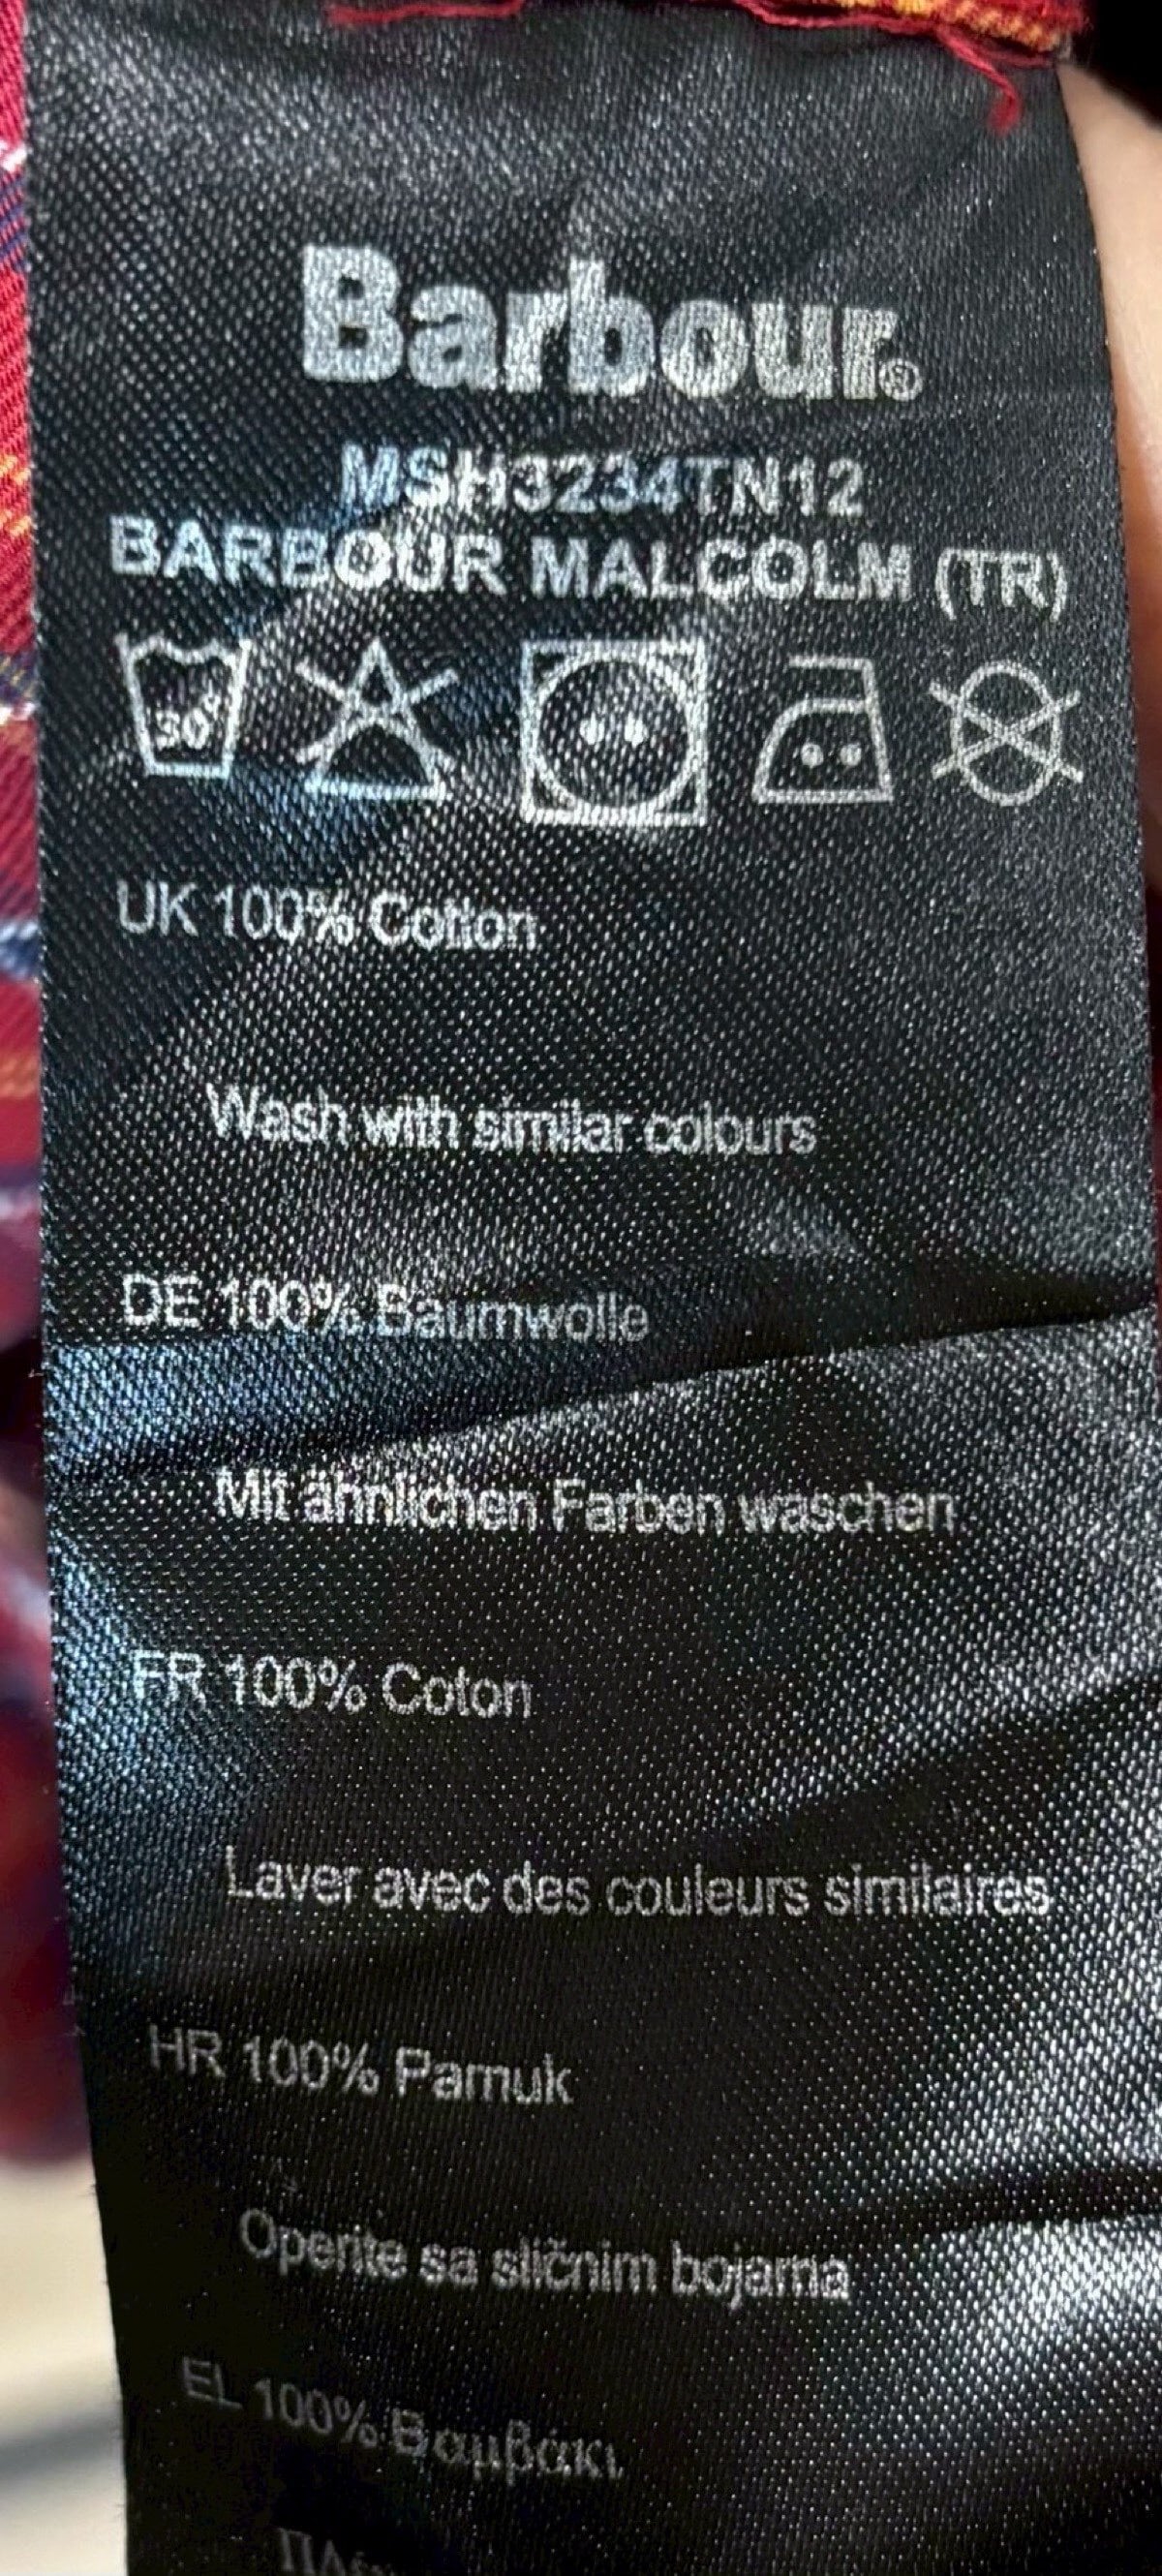 Barbour®
MSH3234TN12
BARBOUR MALCOLM (TR)
30°
UK 100% Cotton
Wash with similar colours
DE 100% Baumwolle
Mit ähnlichen Farben waschen
FR 100% Coton
Laver avec des couleurs similaires
HR 100% Pamuk
Operite sa sličnim bojama
EL 100% Βαμβάκι